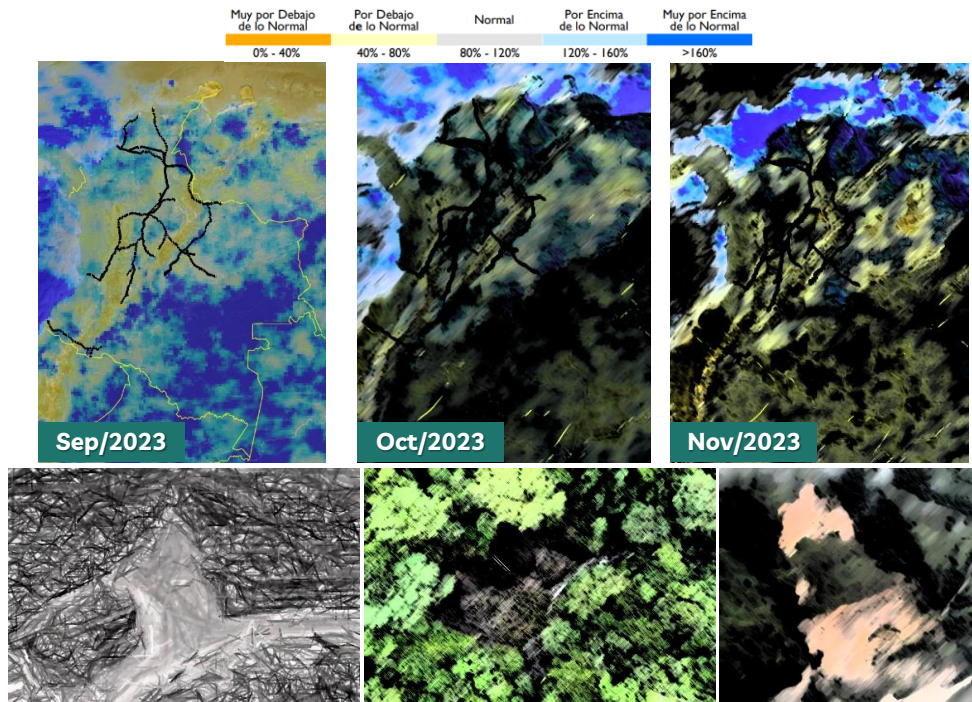 Muy por Debajo
de lo Normal
0% - 40%
Por Debajo
de lo Normal
40% - 80%
Normal
80% - 120%
Por Encima
de lo Normal
120% - 160%
Muy por Encima
de lo Normal
>160%
Sep/2023
Oct/2023
Nov/2023